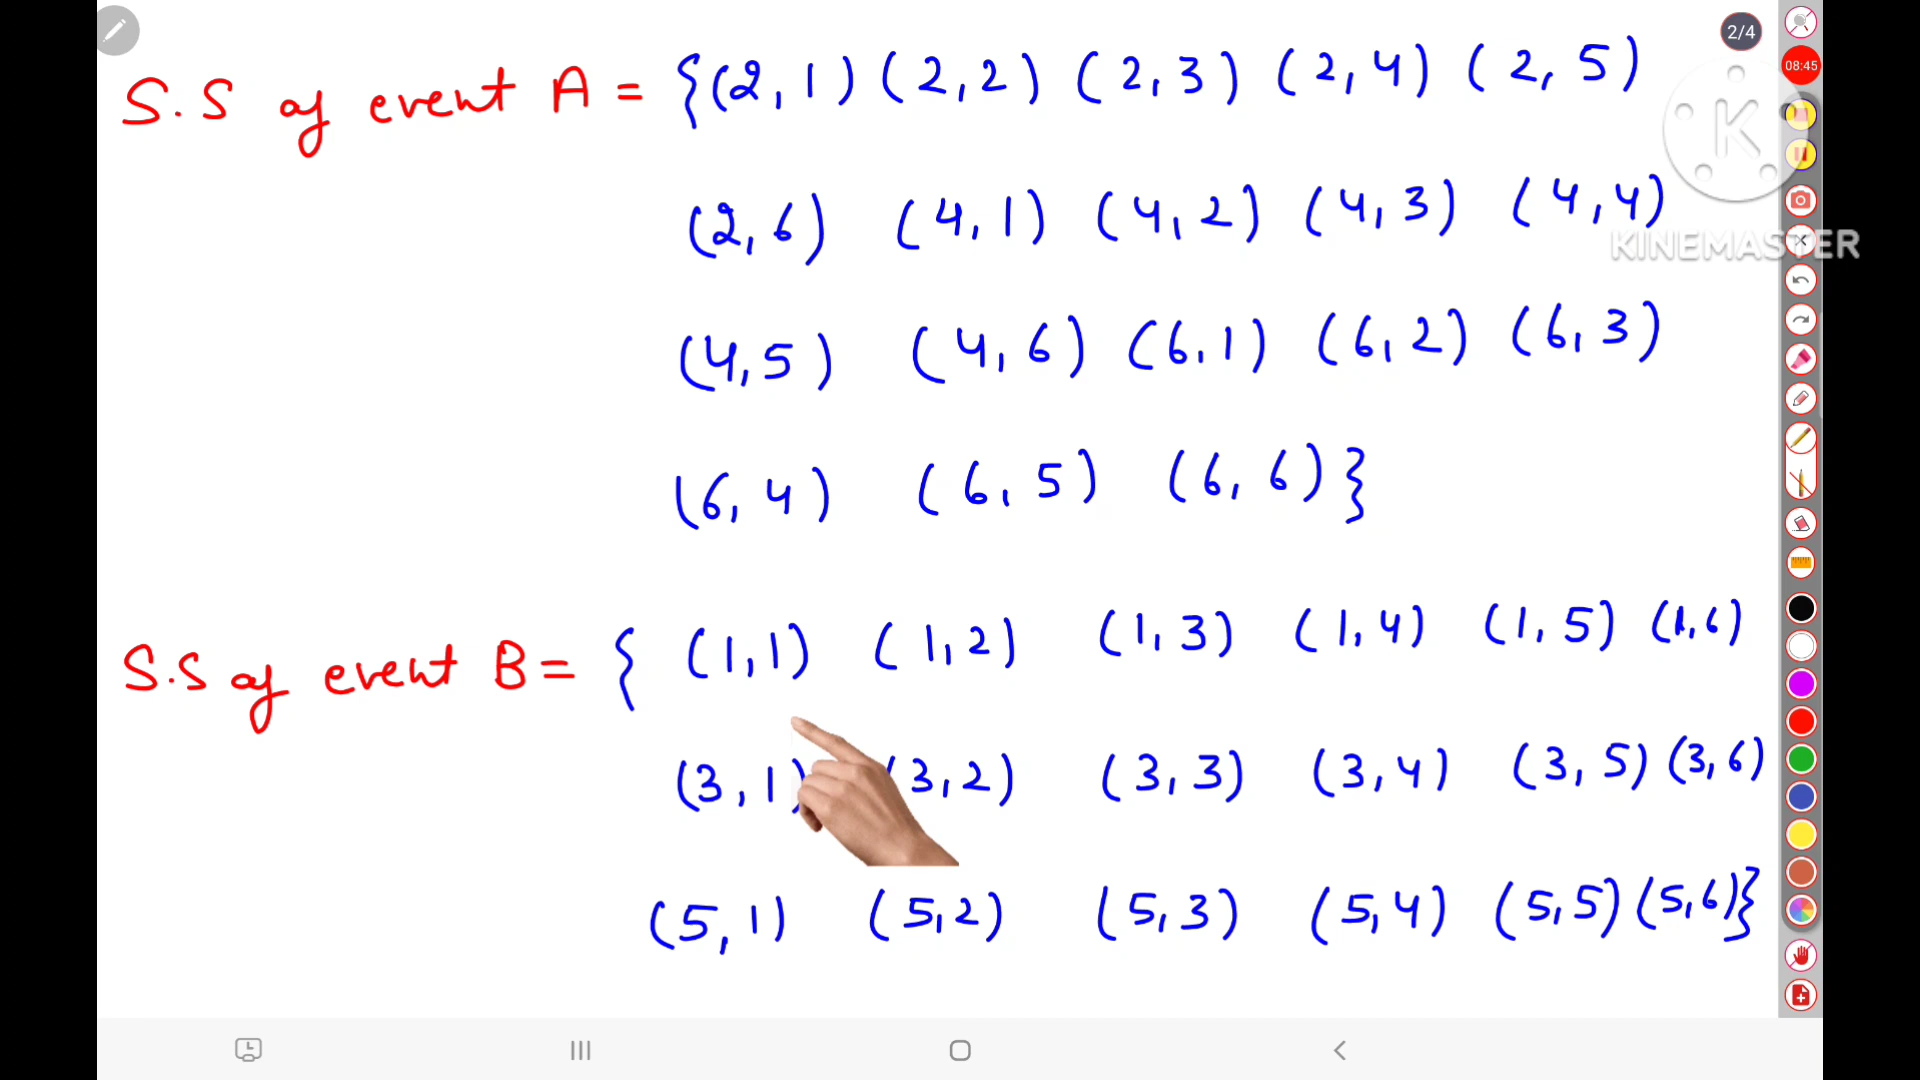 2/4
08:45
S.S of event A = {(2,1) (2,2) (2,3) (2,4) (2,5)
K
(2,6) (4,1) (4,2) (4,3) (4,4)
KINEMASTER
(4,5) (4,6) (6,1) (6,2) (6,3)
(6,4) (6,5) (6,6)}
S.S of event B = { (1,1) (1,2) (1,3) (1,4) (1,5) (1,6)
(3,1) (3,2) (3,3) (3,4) (3,5) (3,6)
(5,1) (5,2) (5,3) (5,4) (5,5) (5,6)}